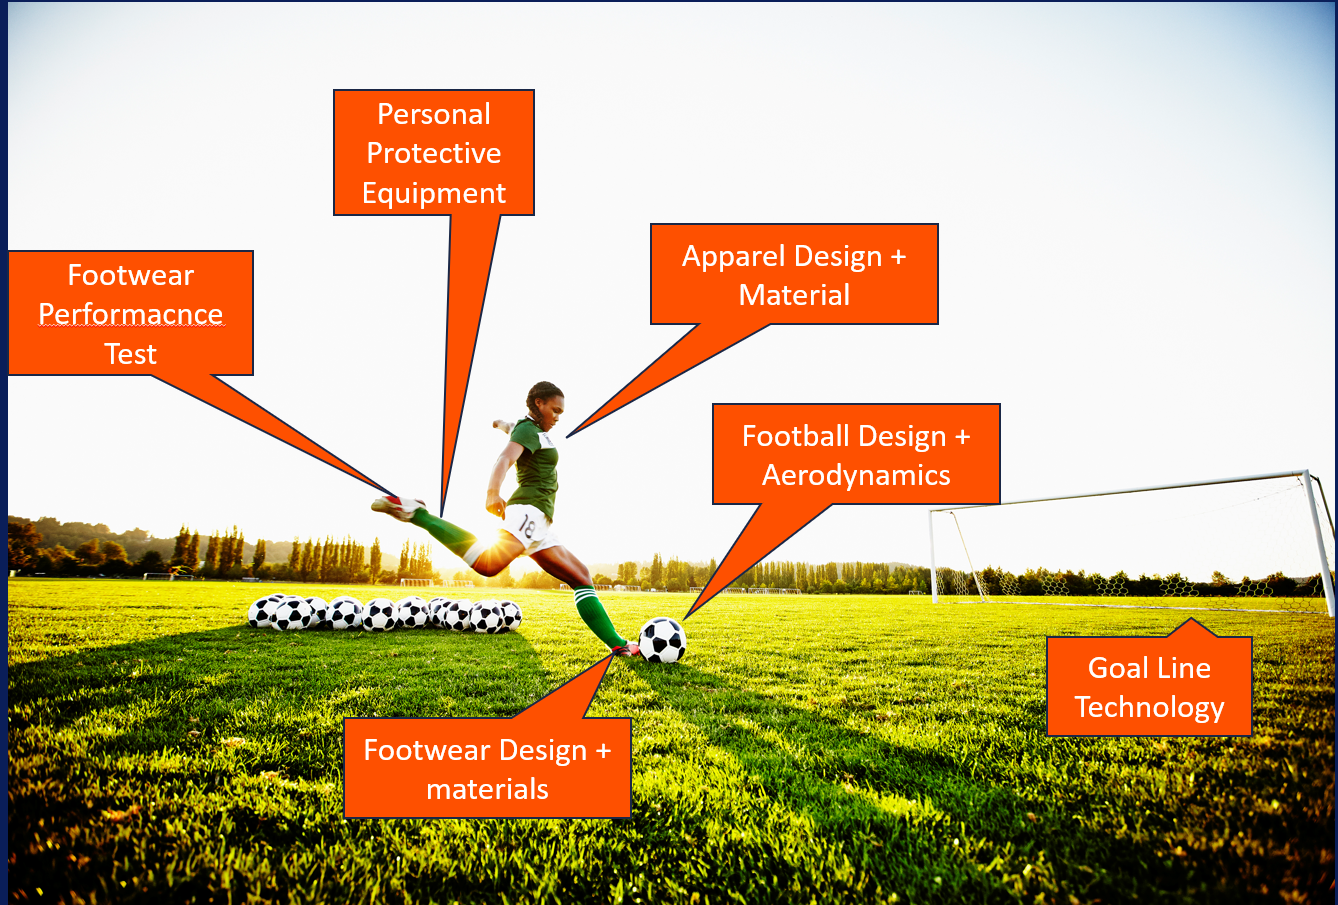 Personal
Protective
Equipment
Apparel Design +
Material
Footwear
Performacnce
Test
Football Design +
Aerodynamics
18
Goal Line
Technology
Footwear Design +
materials